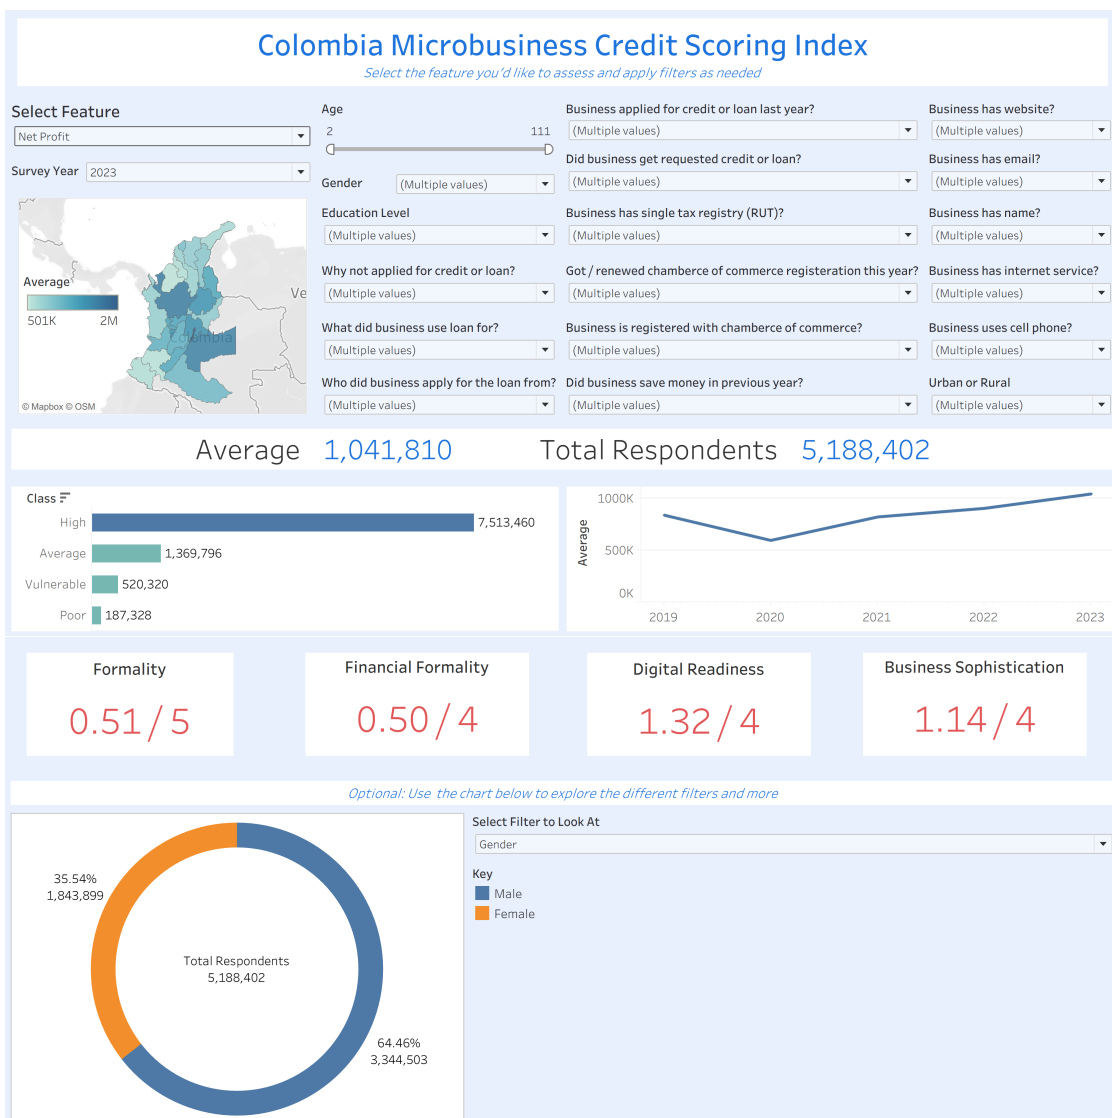 Colombia Microbusiness Credit Scoring Index
Select the feature you'd like to assess and apply filters as needed
Select Feature
Net Profit
Survey Year 2023
Average
501K 2M
Colombia
Ve
© Mapbox © OSM
Age
2 111
Gender (Multiple values)
Education Level
(Multiple values)
Why not applied for credit or loan?
(Multiple values)
What did business use loan for?
(Multiple values)
Who did business apply for the loan from?
(Multiple values)
Business applied for credit or loan last year?
(Multiple values)
Did business get requested credit or loan?
(Multiple values)
Business has single tax registry (RUT)?
(Multiple values)
Got / renewed chamberce of commerce registeration this year?
(Multiple values)
Business is registered with chamberce of commerce?
(Multiple values)
Did business save money in previous year?
(Multiple values)
Business has website?
(Multiple values)
Business has email?
(Multiple values)
Business has name?
(Multiple values)
Business has internet service?
(Multiple values)
Business uses cell phone?
(Multiple values)
Urban or Rural
(Multiple values)
Average 1,041,810 Total Respondents 5,188,402
Class
High 7,513,460
Average 1,369,796
Vulnerable 520,320
Poor 187,328
Average
1000K
500K
0K
2019 2020 2021 2022 2023
Formality
0.51 / 5
Financial Formality
0.50 / 4
Digital Readiness
1.32 / 4
Business Sophistication
1.14 / 4
Optional: Use the chart below to explore the different filters and more
35.54%
1,843,899
Total Respondents
5,188,402
64.46%
3,344,503
Select Filter to Look At
Gender
Key
Male
Female